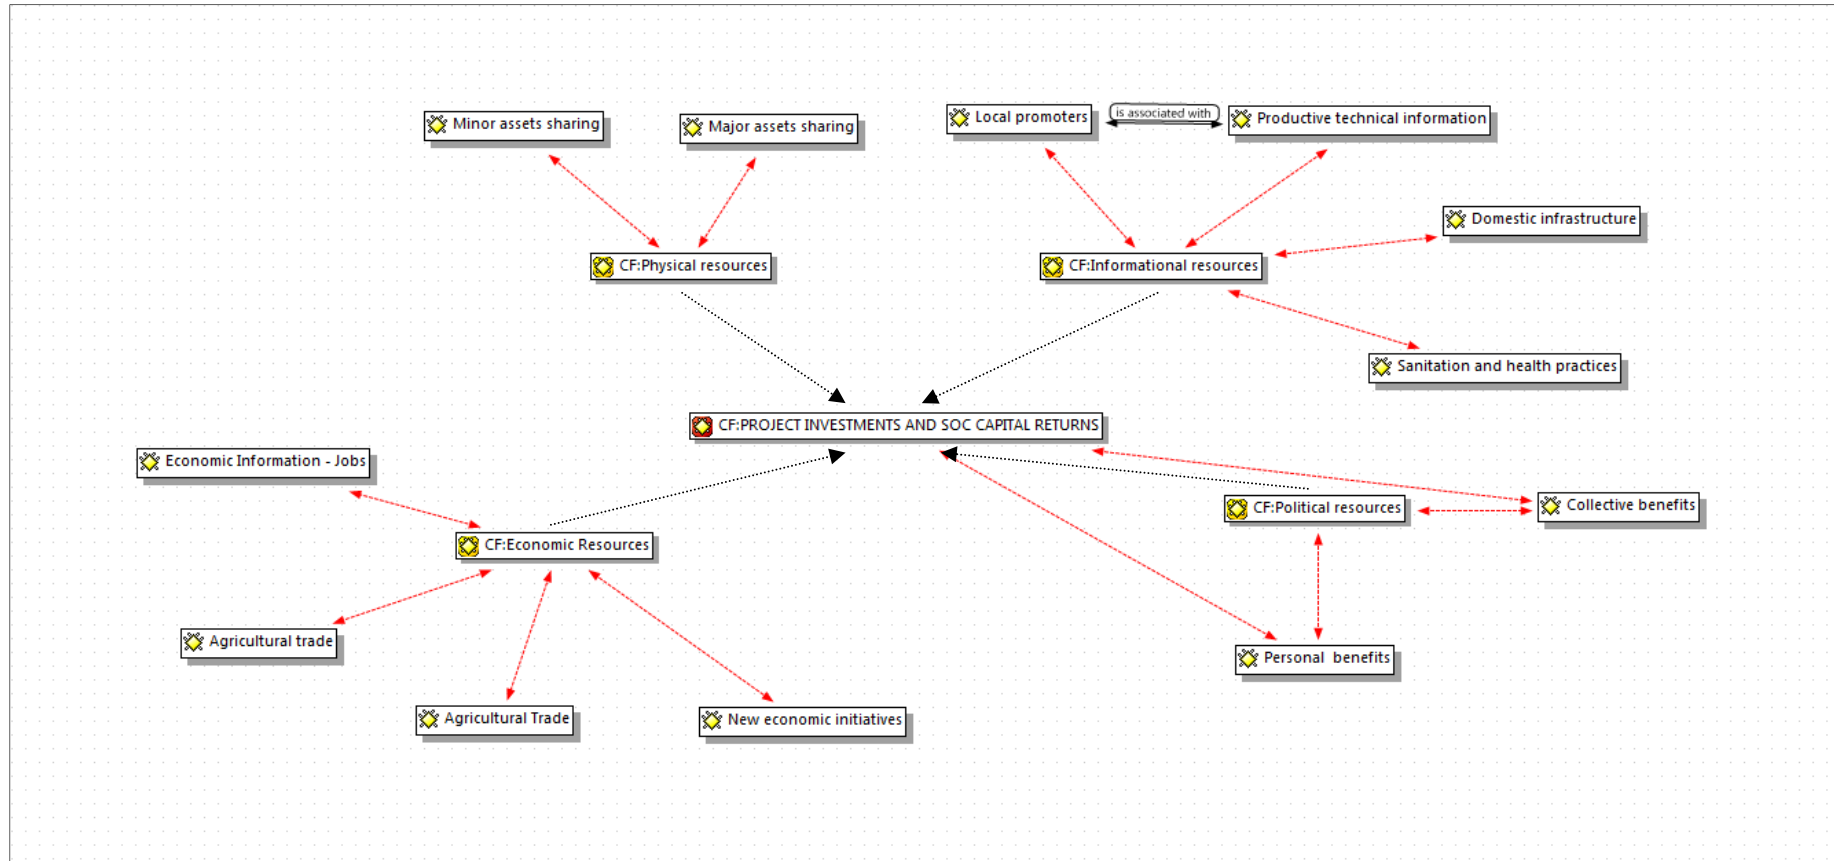 Minor assets sharing
Major assets sharing
Local promoters
is associated with
Productive technical information
Domestic infrastructure
CF:Physical resources
CF:Informational resources
Sanitation and health practices
CF:PROJECT INVESTMENTS AND SOC CAPITAL RETURNS
Economic Information - Jobs
CF:Political resources
Collective benefits
CF:Economic Resources
Agricultural trade
Personal  benefits
Agricultural Trade
New economic initiatives